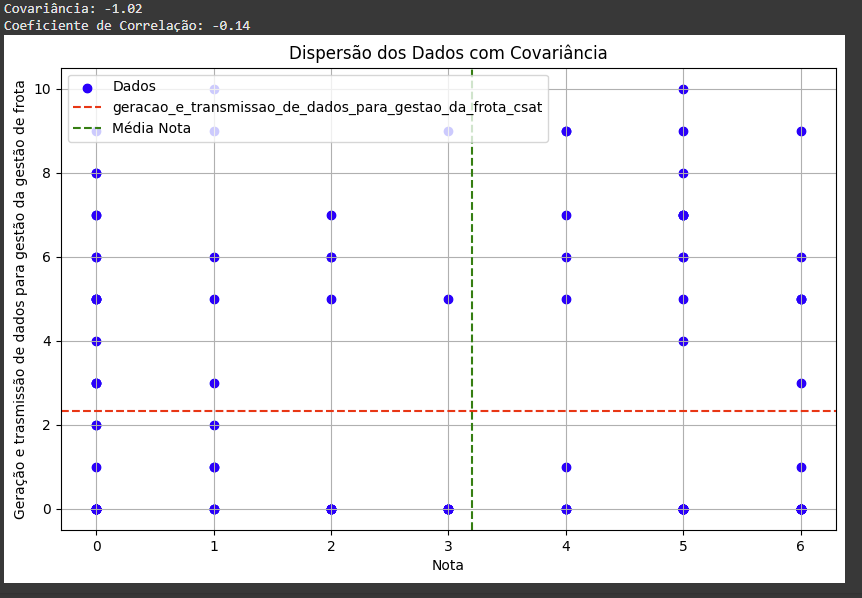 Covariância: -1.02
Coeficiente de Correlação: -0.14
Dispersão dos Dados com Covariância
Dados
geracao_e_transmissao_de_dados_para_gestao_da_frota_csat
Média Nota
Geração e trasmissão de dados para gestão da gestão de frota
10
8
6
4
2
0
0 1 2 3 4 5 6
Nota